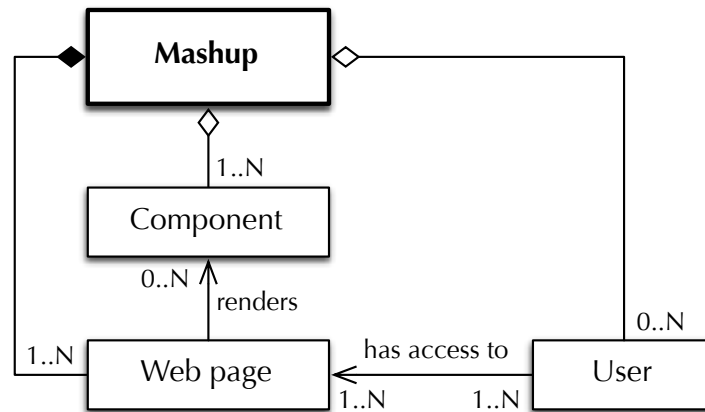 Mashup
1..N
Component
0..N
renders
0..N
1..N
Web page
has access to
User
1..N
1..N